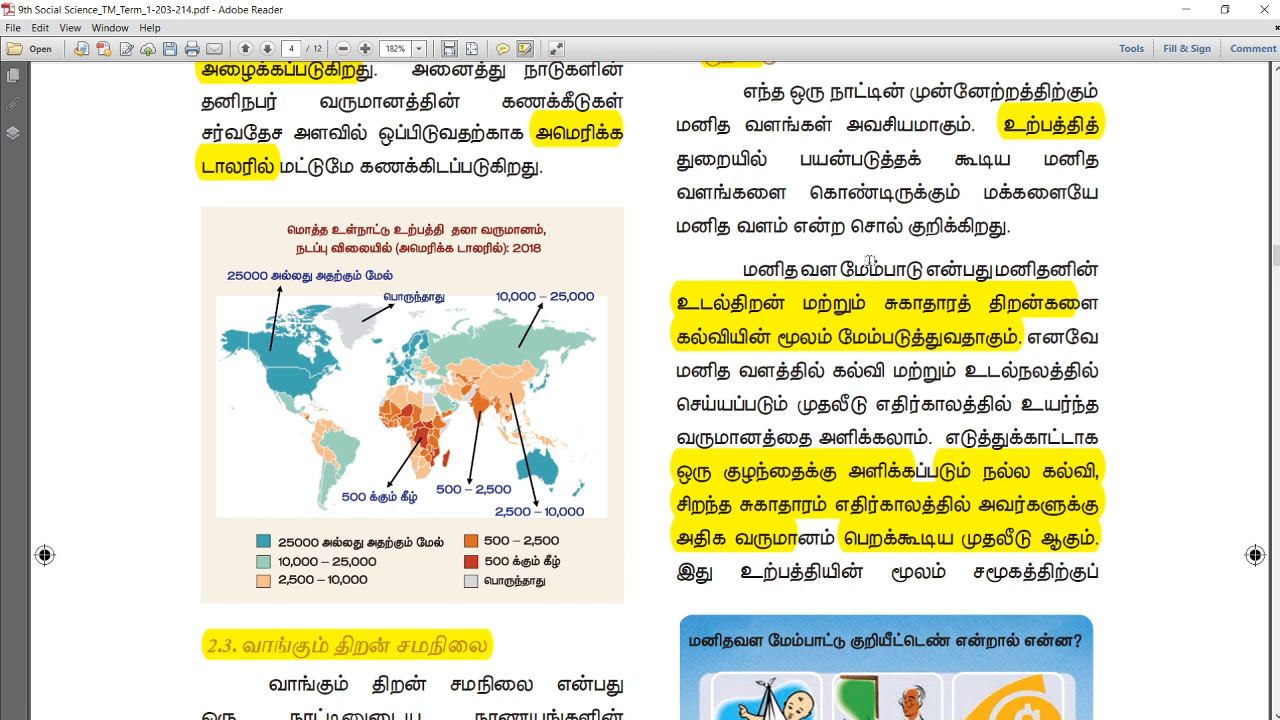 9th Social Science_TM_Term_1-203-214.pdf - Adobe Reader
File Edit View Window Help
Open 4 / 12 182% Tools Fill & Sign Comment
அழைக்கப்படுகிறது. அனைத்து நாடுகளின்
தனிநபர் வருமானத்தின் கணக்கீடுகள்
சர்வதேச அளவில் ஒப்பிடுவதற்காக அமெரிக்க
டாலரில் மட்டுமே கணக்கிடப்படுகிறது.
மொத்த உள்நாட்டு உற்பத்தி தலா வருமானம்,
நடப்பு விலையில் (அமெரிக்க டாலரில்): 2018
25000 அல்லது அதற்கும் மேல்
பொருந்தாது
10,000 – 25,000
500 க்கும் கீழ்
500 – 2,500
2,500 – 10,000
25000 அல்லது அதற்கும் மேல்
10,000 – 25,000
2,500 – 10,000
500 – 2,500
500 க்கும் கீழ்
பொருந்தாது
2.3. வாங்கும் திறன் சமநிலை
வாங்கும் திறன் சமநிலை என்பது
ஒரு நாட்டினுடைய நாணயங்களின்
எந்த ஒரு நாட்டின் முன்னேற்றத்திற்கும்
மனித வளங்கள் அவசியமாகும். உற்பத்தித்
துறையில் பயன்படுத்தக் கூடிய மனித
வளங்களை கொண்டிருக்கும் மக்களையே
மனித வளம் என்ற சொல் குறிக்கிறது.
மனித வள மேம்பாடு என்பது மனிதனின்
உடல்திறன் மற்றும் சுகாதாரத் திறன்களை
கல்வியின் மூலம் மேம்படுத்துவதாகும். எனவே
மனித வளத்தில் கல்வி மற்றும் உடல்நலத்தில்
செய்யப்படும் முதலீடு எதிர்காலத்தில் உயர்ந்த
வருமானத்தை அளிக்கலாம். எடுத்துக்காட்டாக
ஒரு குழந்தைக்கு அளிக்கப்படும் நல்ல கல்வி,
சிறந்த சுகாதாரம் எதிர்காலத்தில் அவர்களுக்கு
அதிக வருமானம் பெறக்கூடிய முதலீடு ஆகும்.
இது உற்பத்தியின் மூலம் சமூகத்திற்குப்
மனிதவள மேம்பாட்டு குறியீட்டெண் என்றால் என்ன?